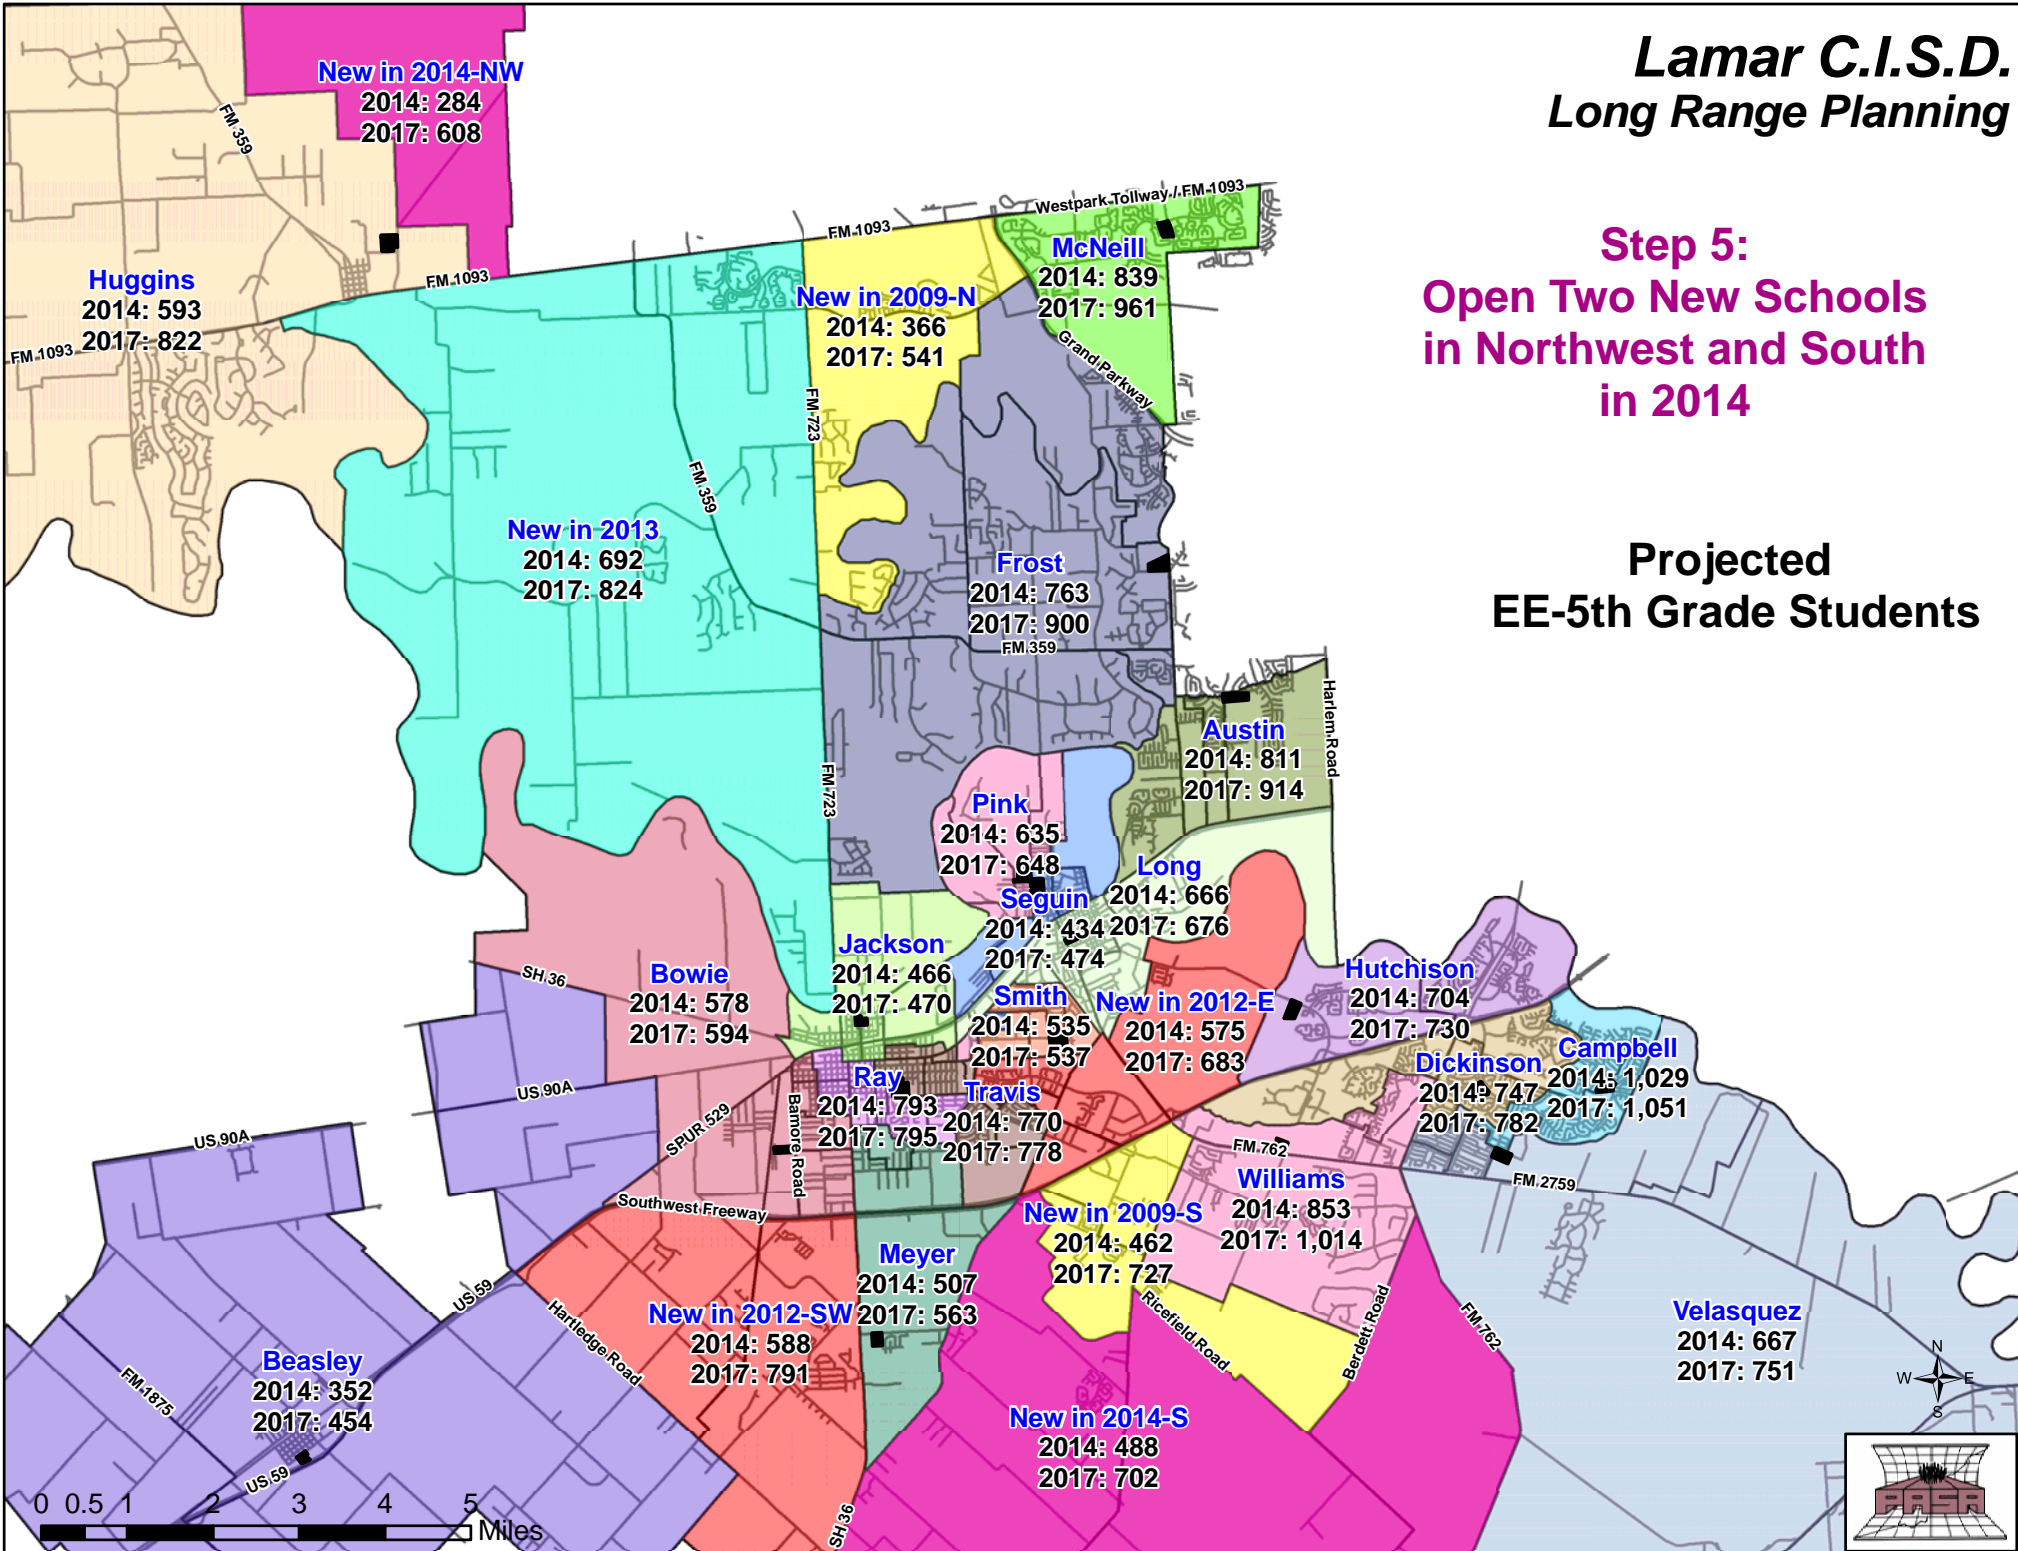 Lamar C.I.S.D.
Long Range Planning
Step 5:
Open Two New Schools
in Northwest and South
in 2014
Projected
EE-5th Grade Students
New in 2014-NW
2014: 284
2017: 608
FM 359
Westpark Tollway / FM 1093
FM 1093
McNeill
2014: 839
2017: 961
Huggins
2014: 593
2017: 822
FM 1093
FM 1093
New in 2009-N
2014: 366
2017: 541
Grand Parkway
FM 723
FM 359
New in 2013
2014: 692
2017: 824
Frost
2014: 763
2017: 900
FM 359
Harlem Road
Austin
2014: 811
2017: 914
FM 723
Pink
2014: 635
2017: 648
Long
2014: 666
2017: 676
Seguin
2014: 434
2017: 474
Jackson
2014: 466
2017: 470
SH 36
Bowie
2014: 578
2017: 594
Smith
2014: 535
2017: 537
New in 2012-E
2014: 575
2017: 683
Hutchison
2014: 704
2017: 730
Dickinson
2014: 747
2017: 782
Campbell
2014: 1,029
2017: 1,051
US 90A
US 90A
SPUR 529
Bamore Road
Ray
2014: 793
2017: 795
Travis
2014: 770
2017: 778
FM 762
FM 2759
Williams
2014: 853
2017: 1,014
Southwest Freeway
New in 2009-S
2014: 462
2017: 727
Meyer
2014: 507
2017: 563
US 59
Hartledge Road
New in 2012-SW
2014: 588
2017: 791
Ricefield Road
Berdett Road
FM 762
Velasquez
2014: 667
2017: 751
Beasley
2014: 352
2017: 454
FM 1875
US 59
New in 2014-S
2014: 488
2017: 702
SH 36
N
W E
S
0 0.5 1 2 3 4 5
Miles
PASA